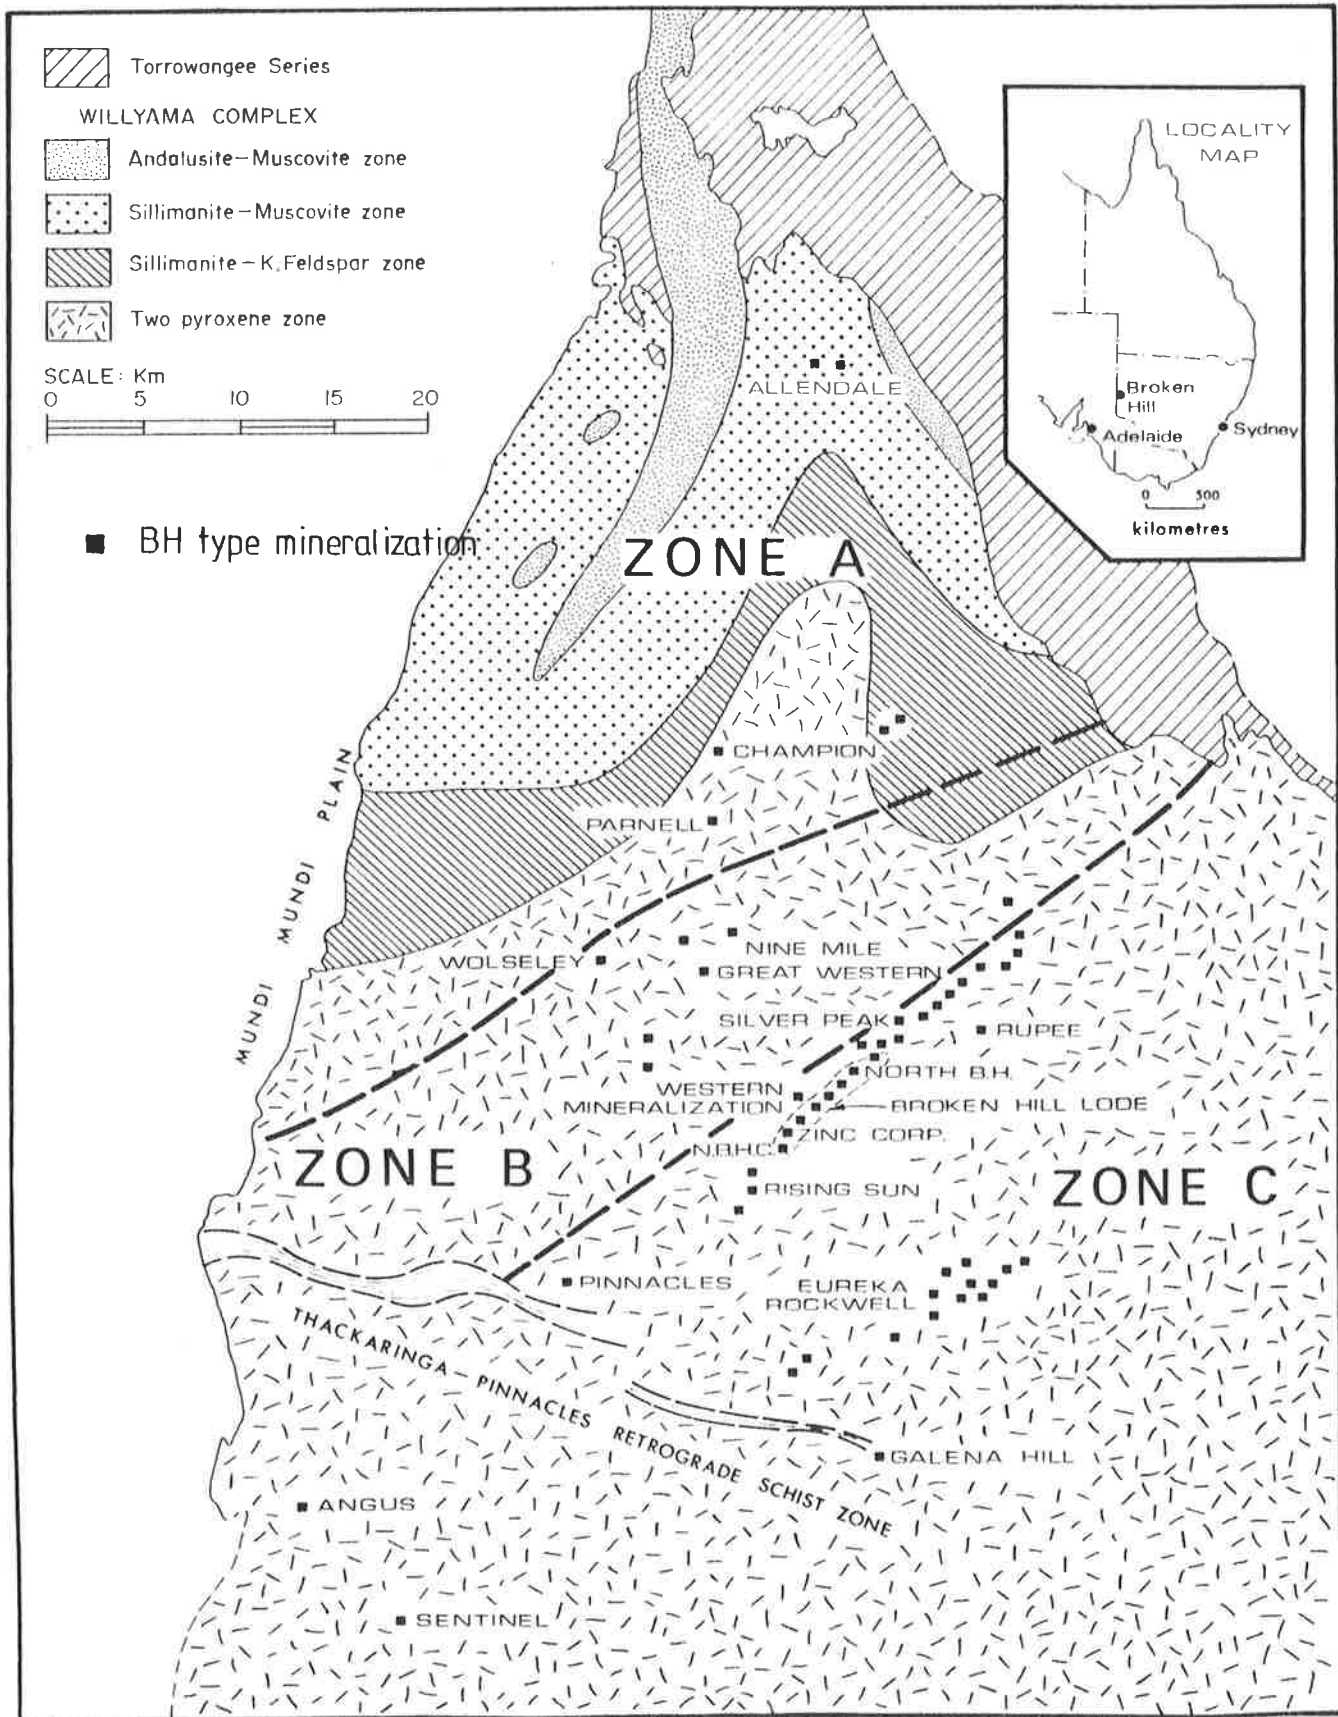 Torrowangee Series
WILLYAMA COMPLEX
Andalusite-Muscovite zone
Sillimanite-Muscovite zone
Sillimanite-K.Feldspar zone
Two pyroxene zone
SCALE: Km
0 5 10 15 20
■ BH type mineralization
LOCALITY
MAP
Broken
Hill
Adelaide
Sydney
0 500
kilometres
ALLENDALE
ZONE A
CHAMPION
PARNELL
MUNDI MUNDI PLAIN
WOLSELEY
NINE MILE
GREAT WESTERN
SILVER PEAK
RUPEE
NORTH B.H.
WESTERN
MINERALIZATION
BROKEN HILL LODE
ZINC CORP.
N.B.H.C.
ZONE B
ZONE C
RISING SUN
PINNACLES
EUREKA
ROCKWELL
THACKARINGA-PINNACLES RETROGRADE SCHIST ZONE
GALENA HILL
ANGUS
SENTINEL